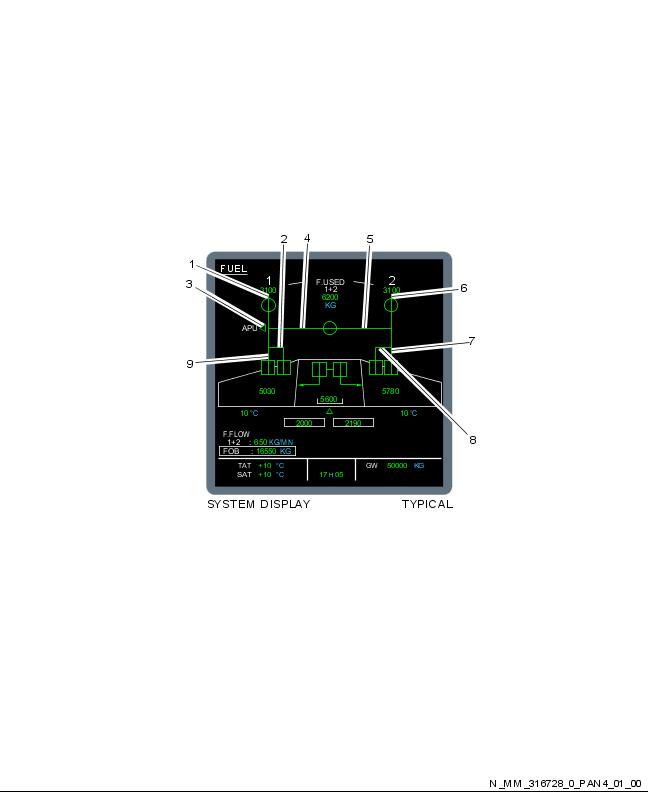 2 4 5
1
3
FUEL
1 F.USED 2
3100 1+2 3100
6200
KG
6
APU
7
9
8
5030 5600 5780
10 °C 10 °C
2000 2190
F.FLOW
1+2 : 650 KG/MN
FOB : 16550 KG
TAT +10 °C GW 50000 KG
SAT +10 °C 17 H 05
SYSTEM DISPLAY TYPICAL
N_MM_316728_0_PAN4_01_00